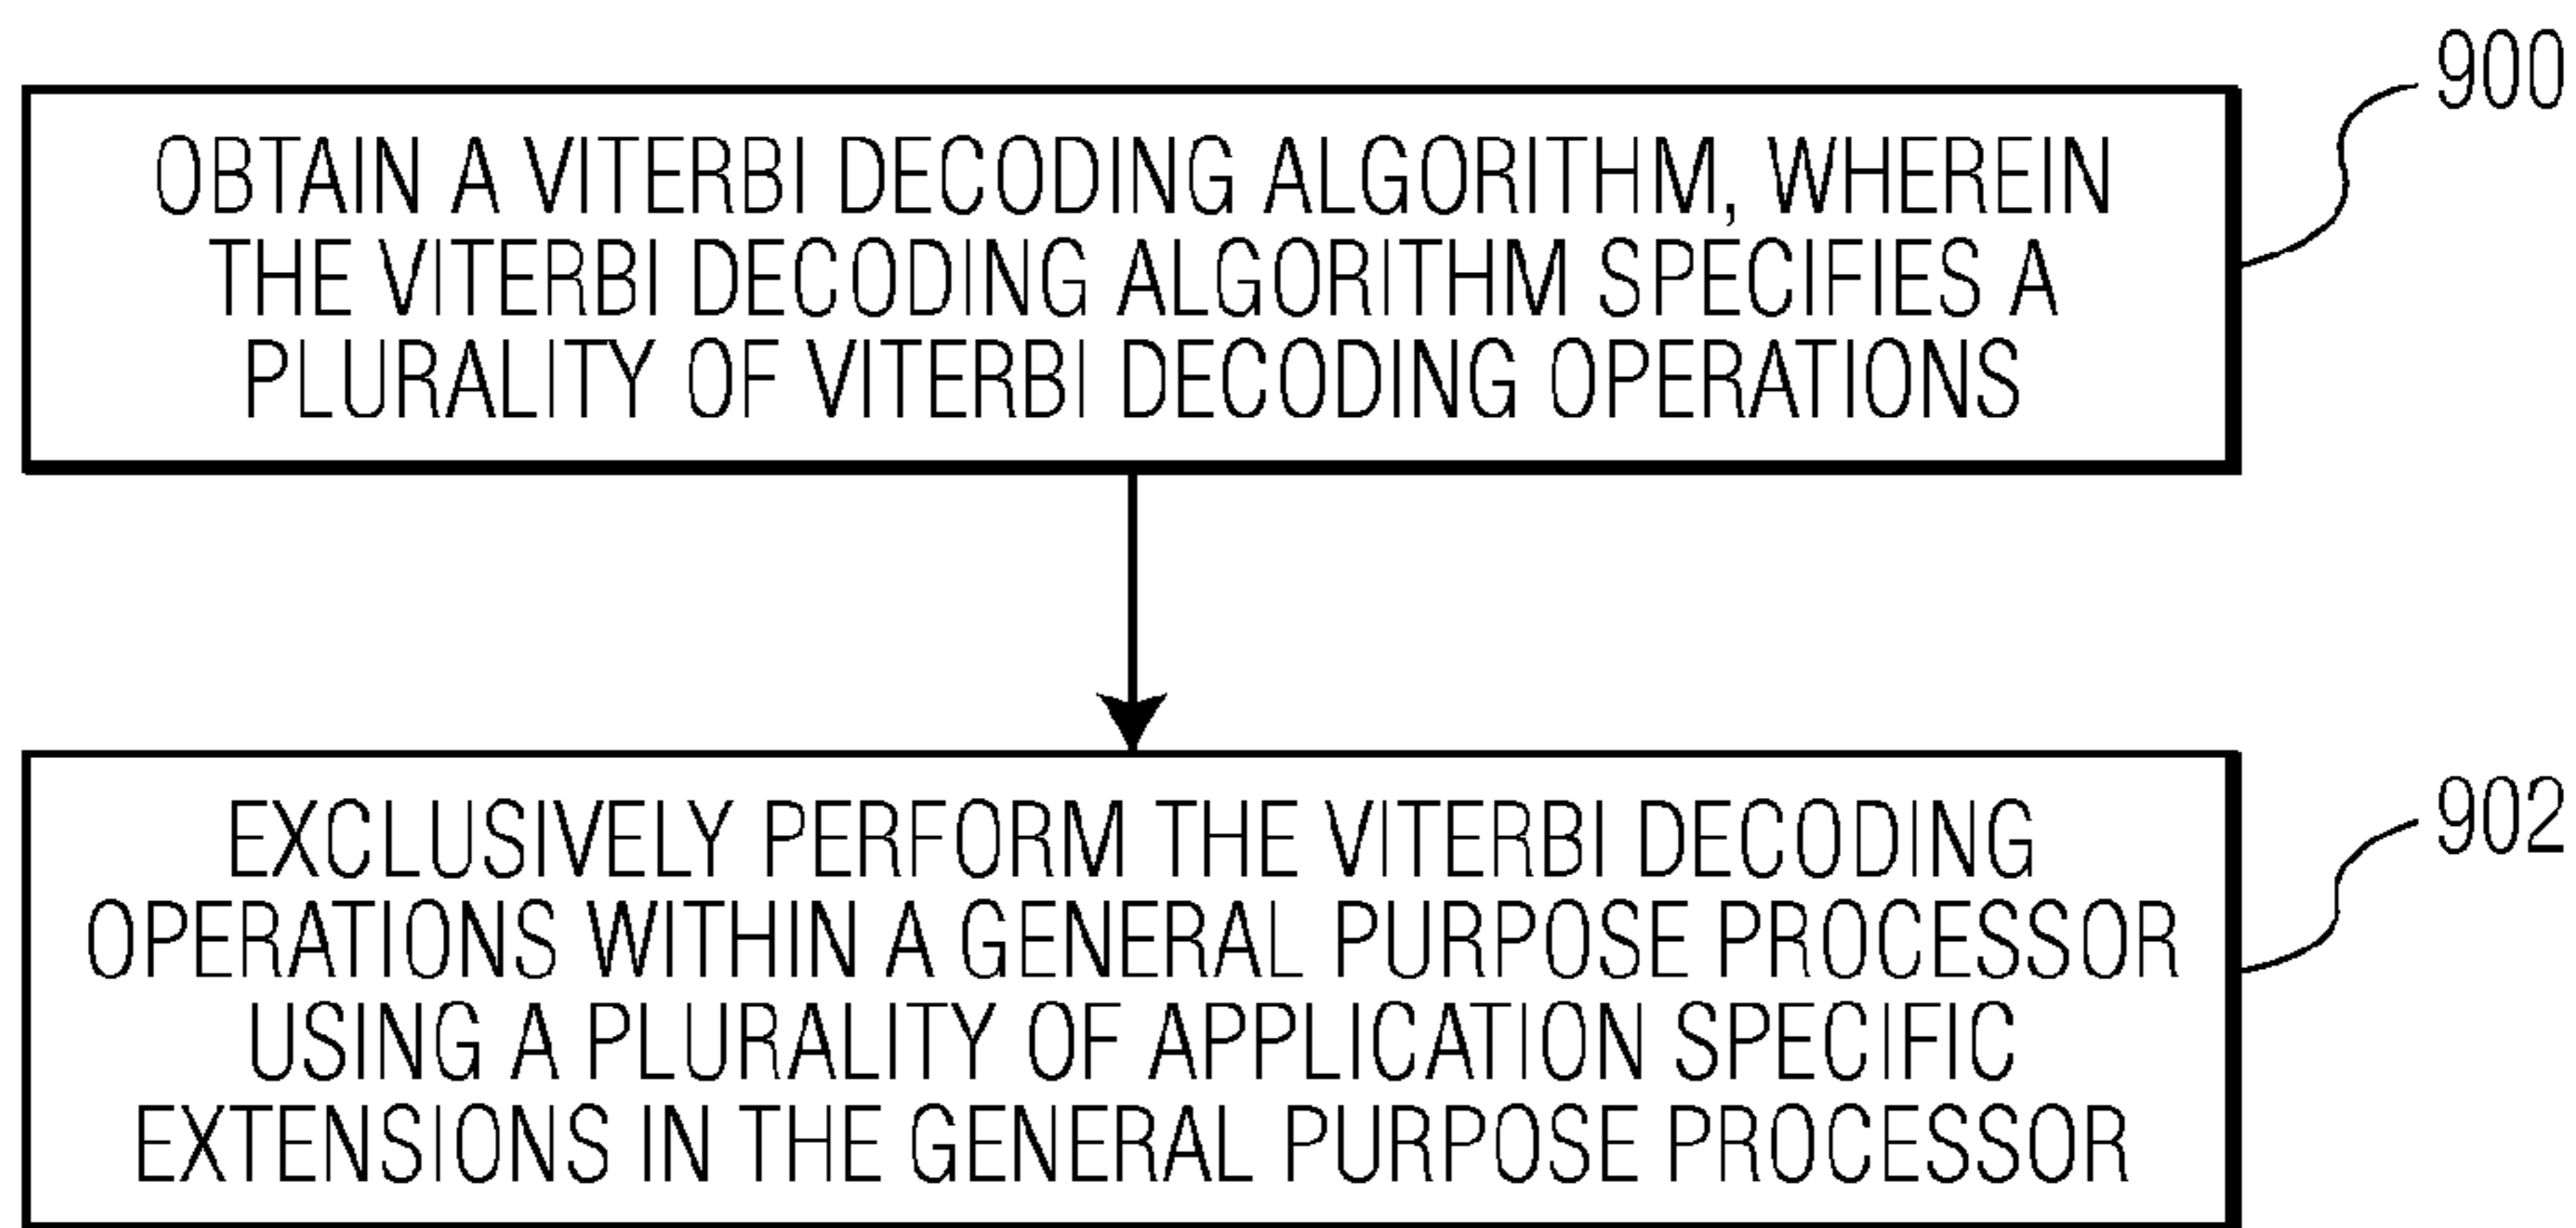 900
OBTAIN A VITERBI DECODING ALGORITHM, WHEREIN
THE VITERBI DECODING ALGORITHM SPECIFIES A
PLURALITY OF VITERBI DECODING OPERATIONS
902
EXCLUSIVELY PERFORM THE VITERBI DECODING
OPERATIONS WITHIN A GENERAL PURPOSE PROCESSOR
USING A PLURALITY OF APPLICATION SPECIFIC
EXTENSIONS IN THE GENERAL PURPOSE PROCESSOR